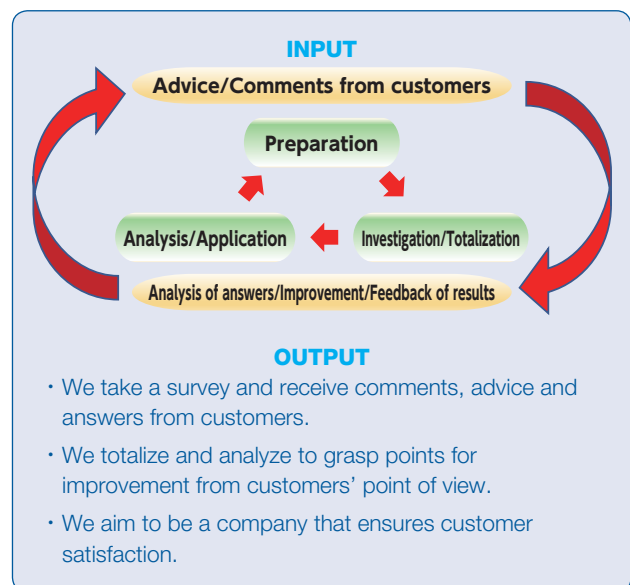 INPUT
Advice/Comments from customers
Preparation
Analysis/Application
Investigation/Totalization
Analysis of answers/Improvement/Feedback of results
OUTPUT
・We take a survey and receive comments, advice and
answers from customers.
・We totalize and analyze to grasp points for
improvement from customers’ point of view.
・We aim to be a company that ensures customer
satisfaction.